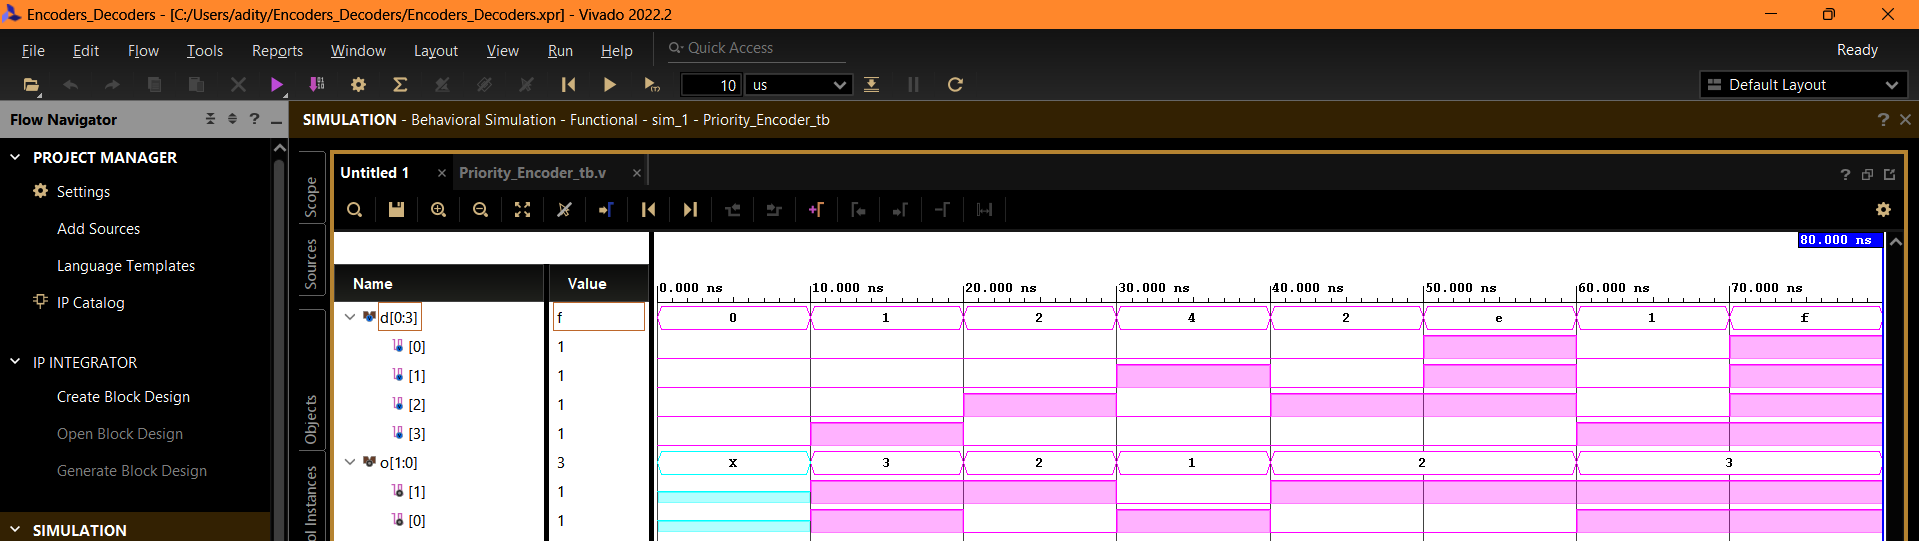 Encoders_Decoders - [C:/Users/adity/Encoders_Decoders/Encoders_Decoders.xpr] - Vivado 2022.2
File Edit Flow Tools Reports Window Layout View Run Help Quick Access Ready
10 us Default Layout
Flow Navigator
SIMULATION - Behavioral Simulation - Functional - sim_1 - Priority_Encoder_tb
PROJECT MANAGER
Settings
Add Sources
Language Templates
IP Catalog
IP INTEGRATOR
Create Block Design
Open Block Design
Generate Block Design
SIMULATION
Scope
Sources
Objects
ol Instances
Untitled 1 Priority_Encoder_tb.v
80.000 ns
Name Value
0.000 ns 10.000 ns 20.000 ns 30.000 ns 40.000 ns 50.000 ns 60.000 ns 70.000 ns
d[0:3] f 0 1 2 4 2 e 1 f
[0] 1
[1] 1
[2] 1
[3] 1
o[1:0] 3 X 3 2 1 2 3
[1] 1
[0] 1